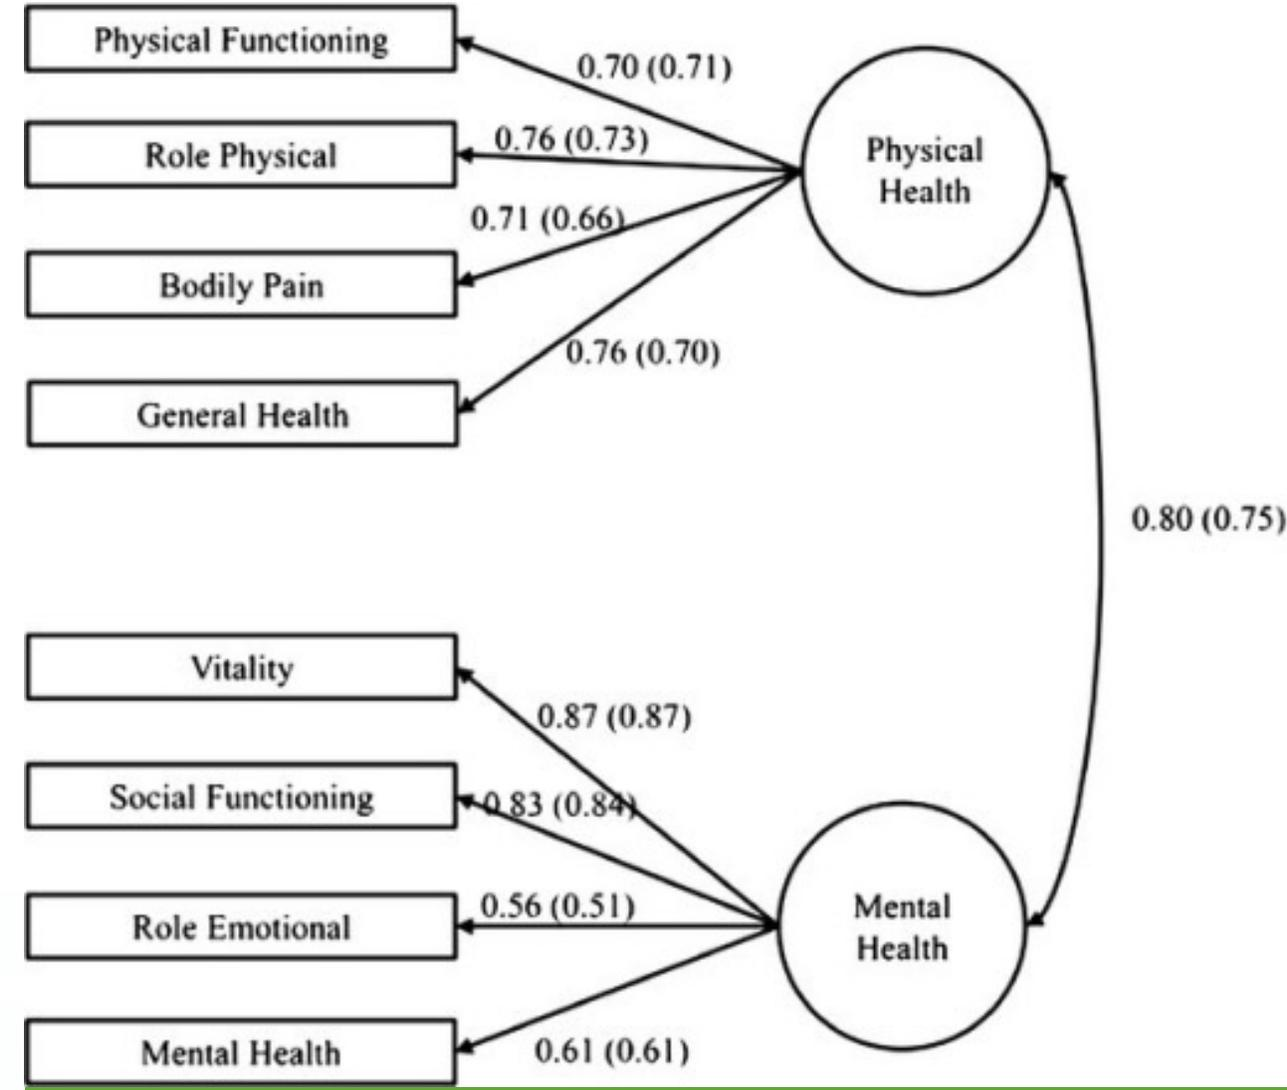 Physical Functioning
0.70 (0.71)
Role Physical
0.76 (0.73)
Physical
Health
Bodily Pain
0.71 (0.66)
General Health
0.76 (0.70)
0.80 (0.75)
Vitality
0.87 (0.87)
Social Functioning
0.83 (0.84)
Role Emotional
0.56 (0.51)
Mental
Health
Mental Health
0.61 (0.61)